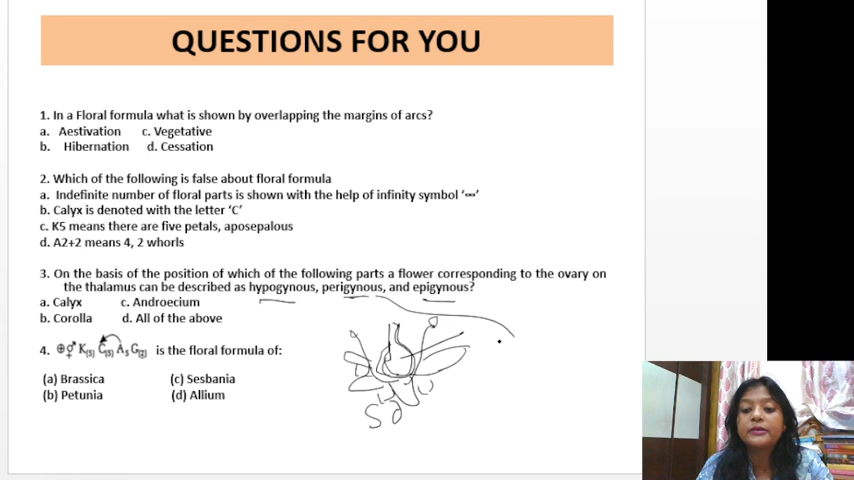 QUESTIONS FOR YOU
1. In a Floral formula what is shown by overlapping the margins of arcs?
a. Aestivation c. Vegetative
b. Hibernation d. Cessation
2. Which of the following is false about floral formula
a. Indefinite number of floral parts is shown with the help of infinity symbol ‘∞’
b. Calyx is denoted with the letter ‘C’
c. K5 means there are five petals, aposepalous
d. A2+2 means 4, 2 whorls
3. On the basis of the position of which of the following parts a flower corresponding to the ovary on
the thalamus can be described as hypogynous, perigynous, and epigynous?
a. Calyx c. Androecium
b. Corolla d. All of the above
4. ⊕⚥ K(5) C(5) A5 G(2) is the floral formula of:
(a) Brassica (c) Sesbania
(b) Petunia (d) Allium